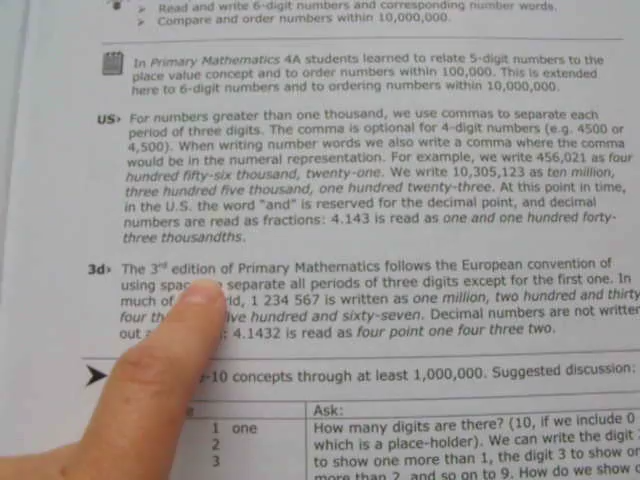 ➢ Read and write 6-digit numbers and corresponding number words.
➢ Compare and order numbers within 10,000,000.
In Primary Mathematics 4A students learned to relate 5-digit numbers to the
place value concept and to order numbers within 100,000. This is extended
here to 6-digit numbers and to ordering numbers within 10,000,000.
US> For numbers greater than one thousand, we use commas to separate each
period of three digits. The comma is optional for 4-digit numbers (e.g. 4500 or
4,500). When writing number words we also write a comma where the comma
would be in the numeral representation. For example, we write 456,021 as four
hundred fifty-six thousand, twenty-one. We write 10,305,123 as ten million,
three hundred five thousand, one hundred twenty-three. At this point in time,
in the U.S. the word "and" is reserved for the decimal point, and decimal
numbers are read as fractions: 4.143 is read as one and one hundred forty-
three thousandths.
3d> The 3rd edition of Primary Mathematics follows the European convention of
using separate all periods of three digits except for the first one. In
much of 1 234 567 is written as one million, two hundred and thirty
four hundred and sixty-seven. Decimal numbers are not written
out 4.1432 is read as four point one four three two.
-10 concepts through at least 1,000,000. Suggested discussion:
Ask:
1 one How many digits are there? (10, if we include 0
2 which is a place-holder). We can write the digit
3 to show one more than 1, the digit 3 to show
more than 2, and so on to 9. How do we show